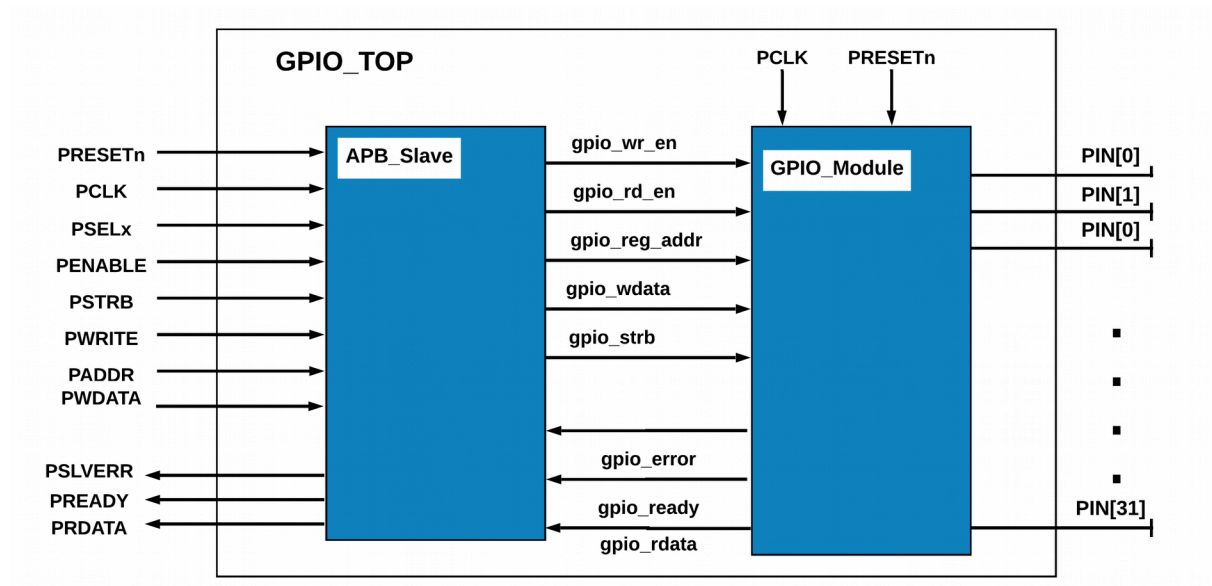 GPIO_TOP
PCLK
PRESETn
PRESETn
PCLK
PSELx
PENABLE
PSTRB
PWRITE
PADDR
PWDATA
PSLVERR
PREADY
PRDATA
APB_Slave
gpio_wr_en
gpio_rd_en
gpio_reg_addr
gpio_wdata
gpio_strb
gpio_error
gpio_ready
gpio_rdata
GPIO_Module
PIN[0]
PIN[1]
PIN[0]
PIN[31]